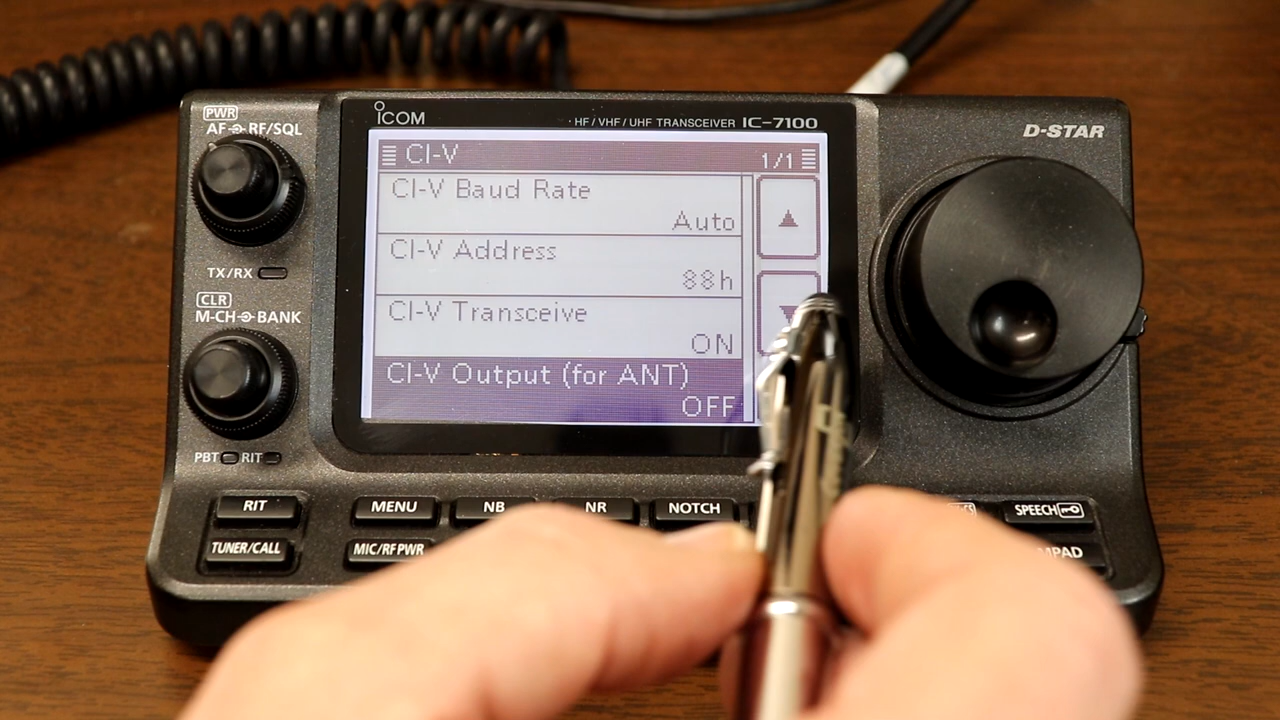 PWR
AF RF/SQL
ICOM
· HF / VHF / UHF TRANSCEIVER IC-7100
D-STAR
CI-V
1/1
CI-V Baud Rate
Auto
CI-V Address
88h
CI-V Transceive
ON
CI-V Output (for ANT)
OFF
TX/RX
CLR
M-CH BANK
PBT RIT
RIT
MENU
NB
NR
NOTCH
SPEECH
TUNER/CALL
MIC/RF PWR